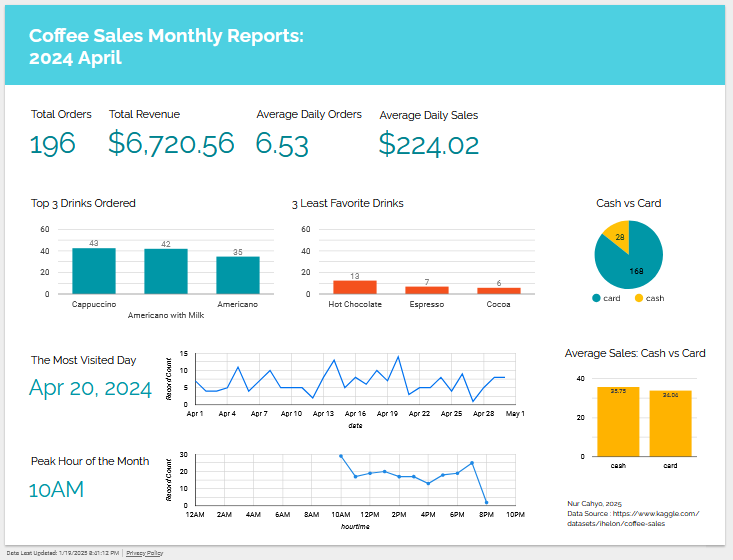 Coffee Sales Monthly Reports:
2024 April
Total Orders
196
Total Revenue
$6,720.56
Average Daily Orders
6.53
Average Daily Sales
$224.02
Top 3 Drinks Ordered
60
40
20
0
43
42
35
Cappuccino
Americano with Milk
Americano
3 Least Favorite Drinks
60
40
20
0
13
7
6
Hot Chocolate
Espresso
Cocoa
Cash vs Card
28
168
card
cash
The Most Visited Day
Apr 20, 2024
Record Count
15
10
5
0
Apr 1
Apr 4
Apr 7
Apr 10
Apr 13
Apr 16
Apr 19
Apr 22
Apr 25
Apr 28
May 1
date
Average Sales: Cash vs Card
40
20
0
35.75
34.04
cash
card
Peak Hour of the Month
10AM
Record Count
30
20
10
0
12AM
2AM
4AM
6AM
8AM
10AM
12PM
2PM
4PM
6PM
8PM
10PM
hourtime
Nur Cahyo, 2025
Data Source : https://www.kaggle.com/
datasets/ihelon/coffee-sales
Data Last Updated: 1/19/2025 8:41:12 PM
Privacy Policy